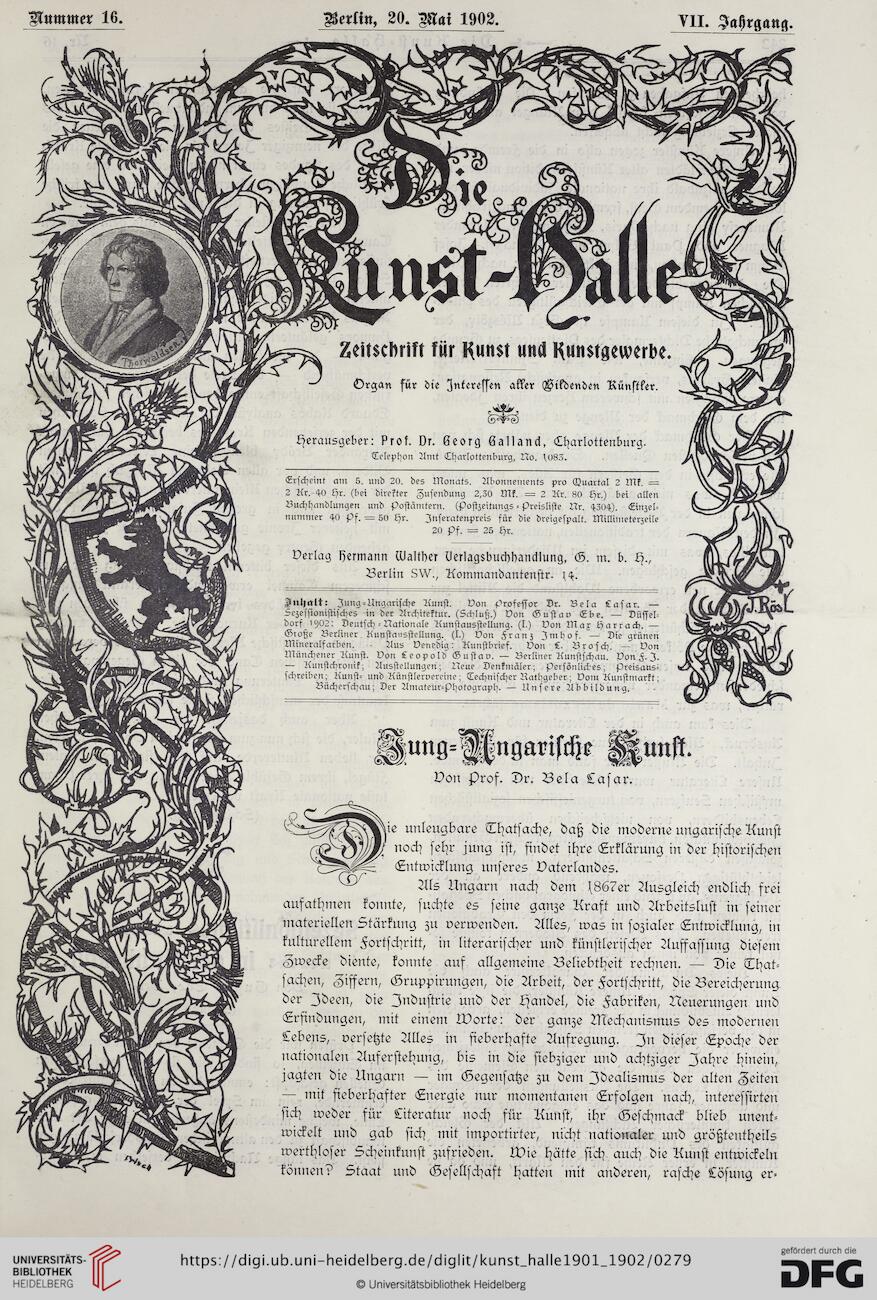 Nummer 16. Berlin, 20. Mai 1902. VII. Jahrgang.
Die
Kunst-Halle
Thorwaldsen.
Zeitschrift für Kunst und Kunstgewerbe.
Organ für die Interessen aller Bildenden Künstler.
Herausgeber: Prof. Dr. Georg Galland, Charlottenburg.
Telephon Amt Charlottenburg, No. 1083.
Erscheint am 5. und 20. des Monats. Abonnements pro Quartal 2 Mk. =
2 Kr. 40 Hr. (bei direkter Zusendung 2,30 Mk. = 2 Kr. 80 Hr.) bei allen
Buchhandlungen und Postämtern. (Postzeitungs-Preisliste Nr. 4304). Einzel-
nummer 40 Pf. = 50 Hr. Inseratenpreis für die dreigespalt. Millimeterzeile
20 Pf. = 25 Hr.
Verlag Hermann Walther Verlagsbuchhandlung, G. m. b. H.,
Berlin SW., Kommandantenstr. 14.
Inhalt: Jung-Ungarische Kunst. Von Professor Dr. Bela Lasar. —
Sezessionistisches in der Architektur. (Schluß.) Von Gustav Ebe. — Düssel-
dorf 1902: Deutsch-Nationale Kunstausstellung. (I.) Von Max Harrach. —
Große Berliner Kunstausstellung. (I.) Von Franz Imhof. — Die grünen
Mineralfarben. — Aus Venedig: Kunstbrief. Von L. Brosch. — Von
Münchener Kunst. Von Leopold Gustav. — Berliner Kunstschau. Von F. J.
— Kunstchronik; Ausstellungen; Neue Denkmäler; Persönliches; Preisaus-
schreiben; Kunst- und Künstlervereine; Technischer Rathgeber; Vom Kunstmarkt;
Bücherschau; Der Amateur-Photograph. — Unsere Abbildung.
J. Rösl
Jung-Ungarische Kunst.
Von Prof. Dr. Bela Lasar.
Die unleugbare Thatsache, daß die moderne ungarische Kunst
noch sehr jung ist, findet ihre Erklärung in der historischen
Entwicklung unseres Vaterlandes.
Als Ungarn nach dem 1867er Ausgleich endlich frei
aufathmen konnte, suchte es seine ganze Kraft und Arbeitslust in seiner
materiellen Stärkung zu verwenden. Alles, was in sozialer Entwicklung, in
kulturellem Fortschritt, in literarischer und künstlerischer Auffassung diesem
Zwecke diente, konnte auf allgemeine Beliebtheit rechnen. — Die That-
sachen, Ziffern, Gruppirungen, die Arbeit, der Fortschritt, die Bereicherung
der Ideen, die Industrie und der Handel, die Fabriken, Neuerungen und
Erfindungen, mit einem Worte: der ganze Mechanismus des modernen
Lebens, versetzte Alles in fieberhafte Aufregung. In dieser Epoche der
nationalen Auferstehung, bis in die siebziger und achtziger Jahre hinein,
jagten die Ungarn — im Gegensatze zu dem Idealismus der alten Zeiten
— mit fieberhafter Energie nur momentanen Erfolgen nach, interessirten
sich weder für Literatur noch für Kunst, ihr Geschmack blieb unent-
wickelt und gab sich mit importirter, nicht nationaler und größtentheils
werthloser Scheinkunst zufrieden. Wie hätte sich auch die Kunst entwickeln
können? Staat und Gesellschaft hatten mit anderen, rasche Lösung er-
UNIVERSITÄTS-
BIBLIOTHEK
HEIDELBERG
https://digi.ub.uni-heidelberg.de/diglit/kunst_halle1901_1902/0279
© Universitätsbibliothek Heidelberg
gefördert durch die
DFG